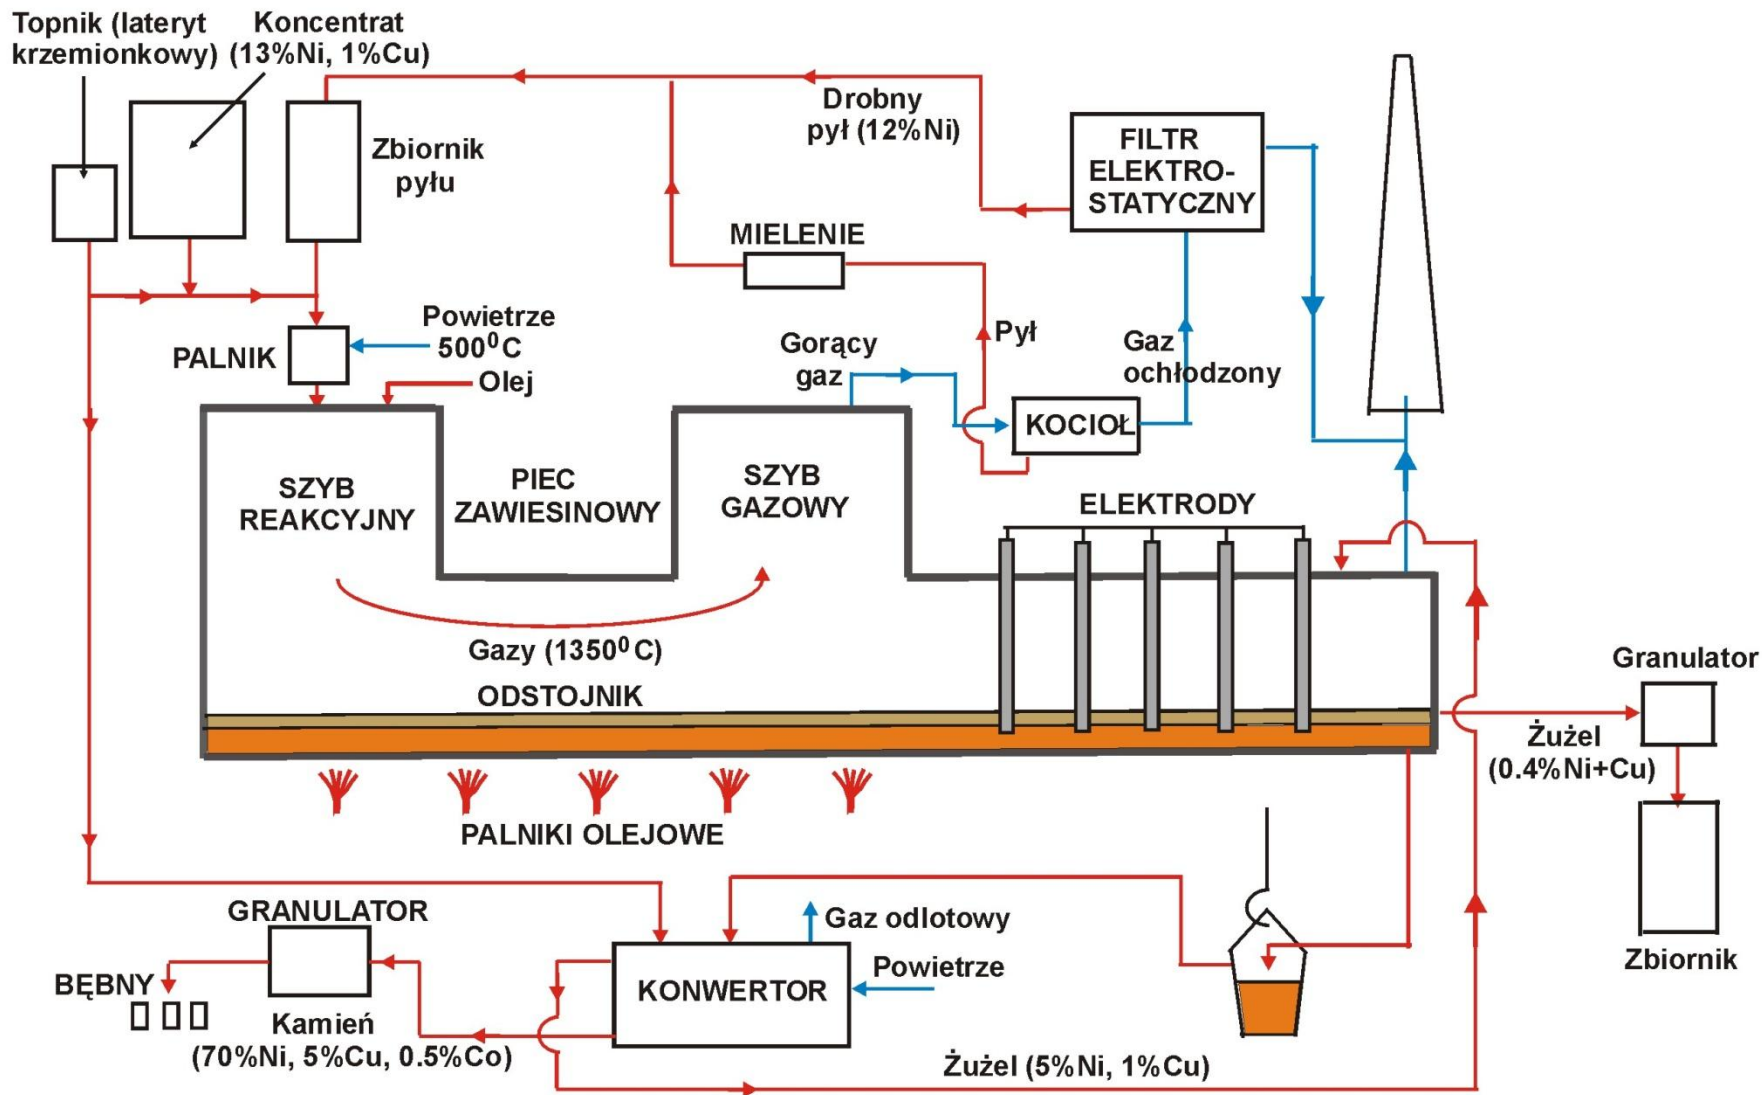 Topnik (lateryt
krzemionkowy)
Koncentrat
(13%Ni, 1%Cu)
Zbiornik
pyłu
Drobny
pył (12%Ni)
FILTR
ELEKTRO-
STATYCZNY
MIELENIE
Powietrze
500⁰C
PALNIK
Olej
Gorący
gaz
Pył
Gaz
ochłodzony
KOCIOŁ
SZYB
REAKCYJNY
PIEC
ZAWIESINOWY
SZYB
GAZOWY
ELEKTRODY
Gazy (1350⁰C)
ODSTOJNIK
Granulator
Żużel
(0.4%Ni+Cu)
PALNIKI OLEJOWE
Zbiornik
GRANULATOR
Gaz odlotowy
Powietrze
KONWERTOR
BĘBNY
Kamień
(70%Ni, 5%Cu, 0.5%Co)
Żużel (5%Ni, 1%Cu)